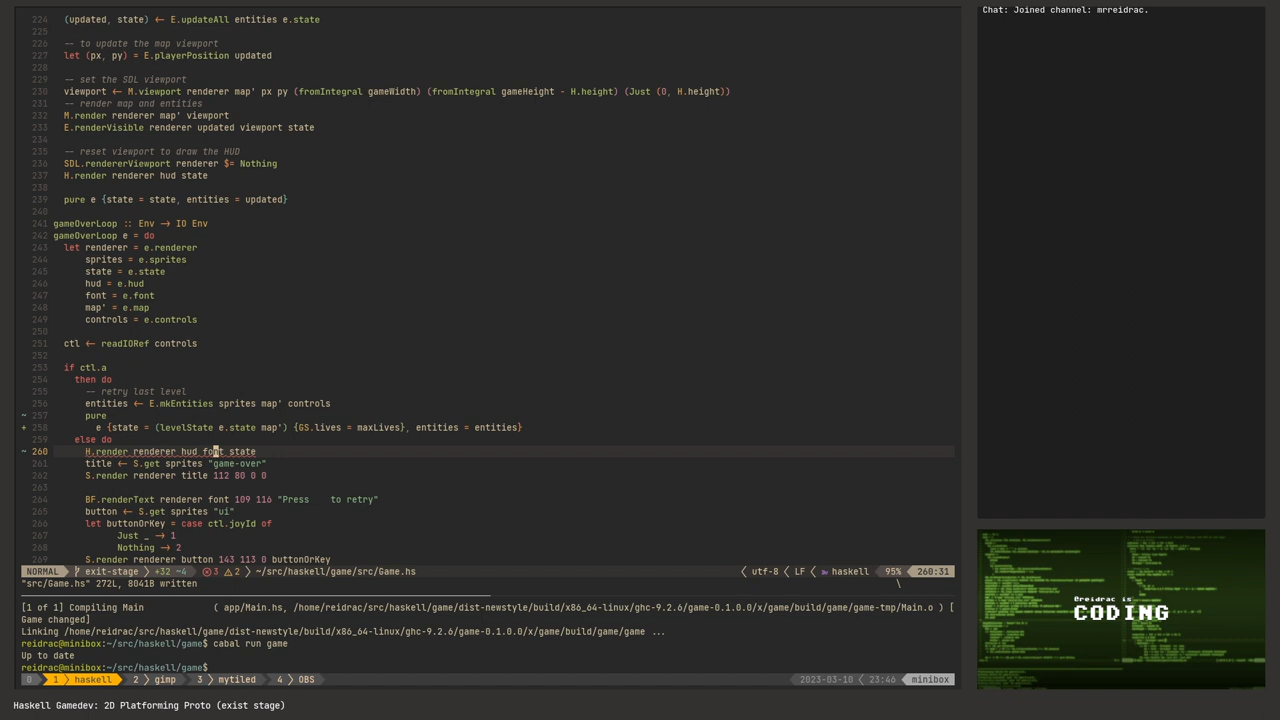 224 (updated, state) ← E.updateAll entities e.state
225
226 -- to update the map viewport
227 let (px, py) = E.playerPosition updated
228
229 -- set the SDL viewport
230 viewport ← M.viewport renderer map' px py (fromIntegral gameWidth) (fromIntegral gameHeight - H.height) (Just (0, H.height))
231 -- render map and entities
232 M.render renderer map' viewport
233 E.renderVisible renderer updated viewport state
234
235 -- reset viewport to draw the HUD
236 SDL.rendererViewport renderer $= Nothing
237 H.render renderer hud state
238
239 pure e {state = state, entities = updated}
240
241 gameOverLoop :: Env → IO Env
242 gameOverLoop e = do
243 let renderer = e.renderer
244 sprites = e.sprites
245 state = e.state
246 hud = e.hud
247 font = e.font
248 map' = e.map
249 controls = e.controls
250
251 ctl ← readIORef controls
252
253 if ctl.a
254 then do
255 -- retry last level
256 entities ← E.mkEntities sprites map' controls
~ 257 pure
+ 258 e {state = (levelState e.state map') {GS.lives = maxLives}, entities = entities}
259 else do
~ 260 H.render renderer hud font state
261 title ← S.get sprites "game-over"
262 S.render renderer title 112 80 0 0
263
264 BF.renderText renderer font 109 116 "Press    to retry"
265 button ← S.get sprites "ui"
266 let buttonOrKey = case ctl.joyId of
267 Just _ → 1
268 Nothing → 2
269 S.render renderer button 143 113 0 buttonOrKey
NORMAL exit-stage +32 ~4 3 2 ~/src/haskell/game/src/Game.hs utf-8 LF haskell 95% 260:31
"src/Game.hs" 272L, 8041B written \
[1 of 1] Compiling Main ( app/Main.hs, /home/reidrac/src/haskell/game/dist-newstyle/build/x86_64-linux/ghc-9.2.6/game-0.1.0.0/x/game/build/game/game-tmp/Main.o ) [
Game changed]
Linking /home/reidrac/src/haskell/game/dist-newstyle/build/x86_64-linux/ghc-9.2.6/game-0.1.0.0/x/game/build/game/game ...
reidrac@minibox:~/src/haskell/game$ cabal run game
Up to date
reidrac@minibox:~/src/haskell/game$
0 1 haskell 2 gimp 3 mytiled 4 OBS 2023-03-10 23:46 minibox
Haskell Gamedev: 2D Platforming Proto (exist stage)
Chat: Joined channel: mrreidrac.
Reidrac is
CODING